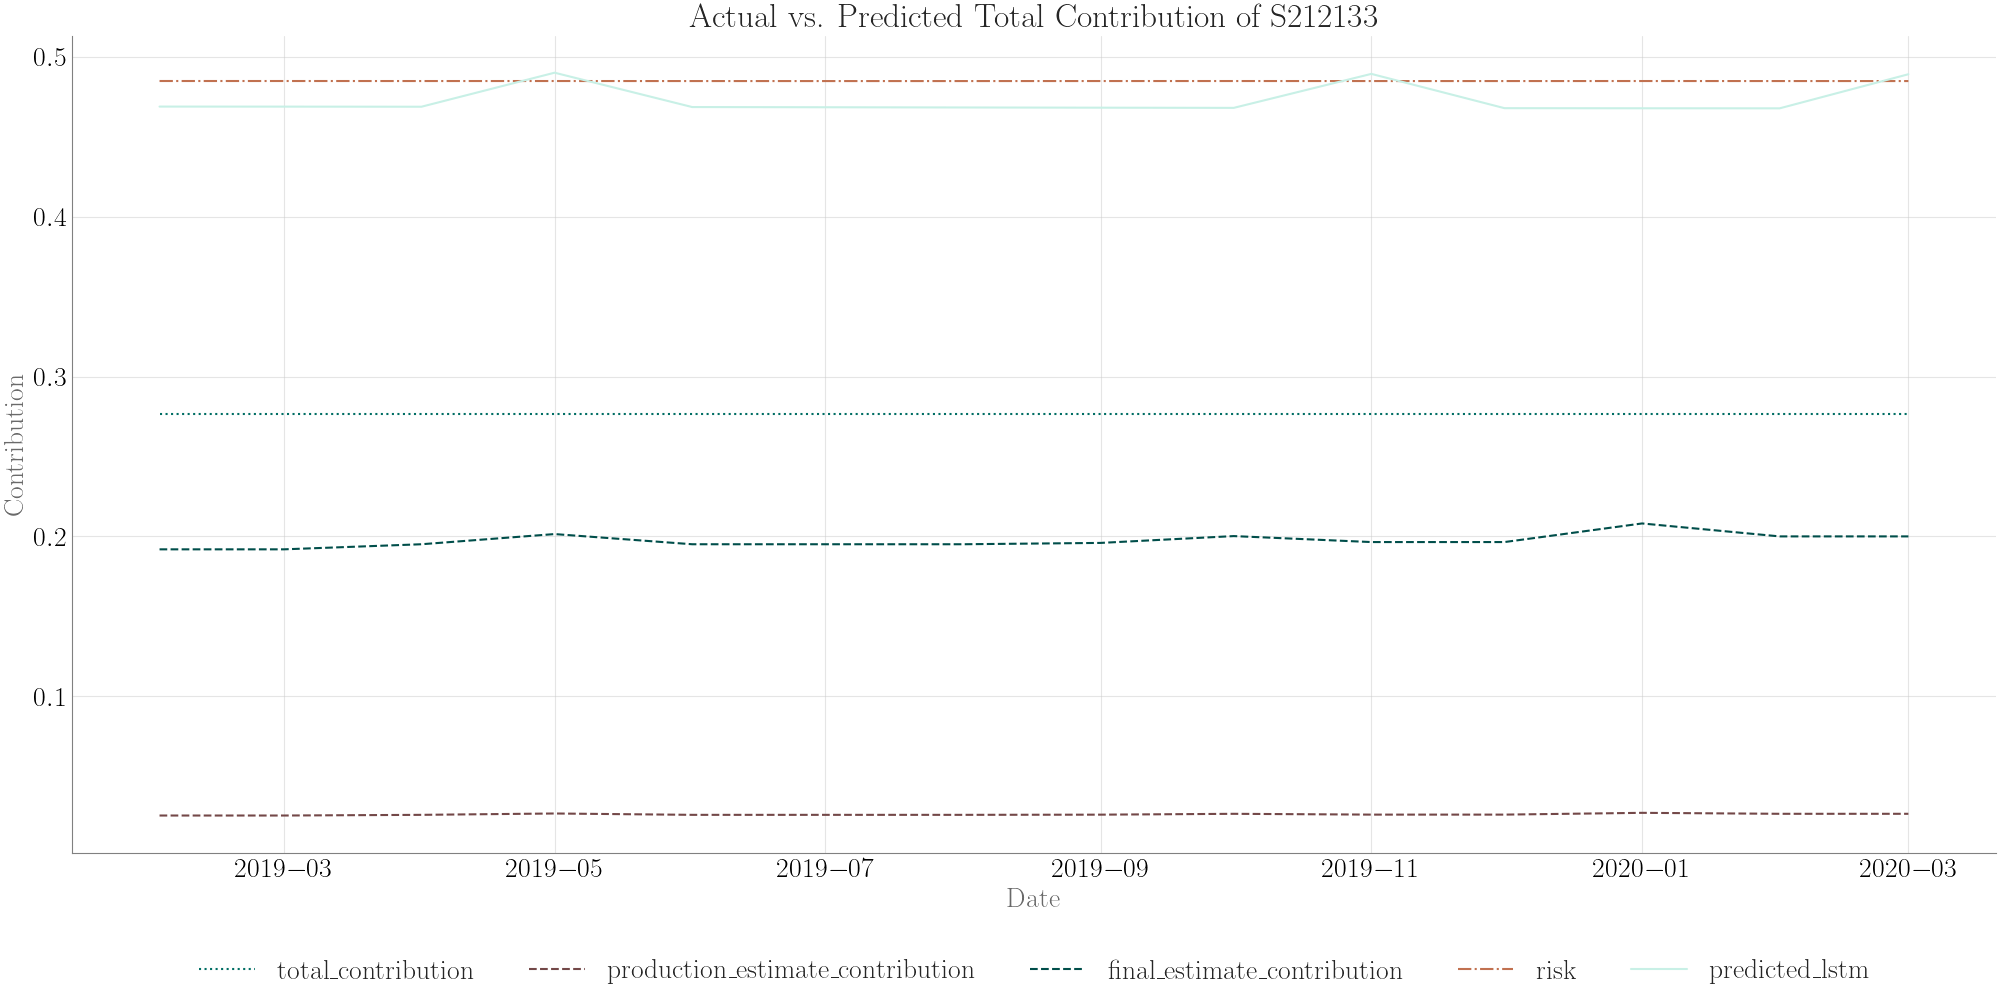 Actual vs. Predicted Total Contribution of S212133
0.5
0.4
0.3
0.2
0.1
Contribution
2019–03 2019–05 2019–07 2019–09 2019–11 2020–01 2020–03
Date
total_contribution production_estimate_contribution final_estimate_contribution risk predicted_lstm